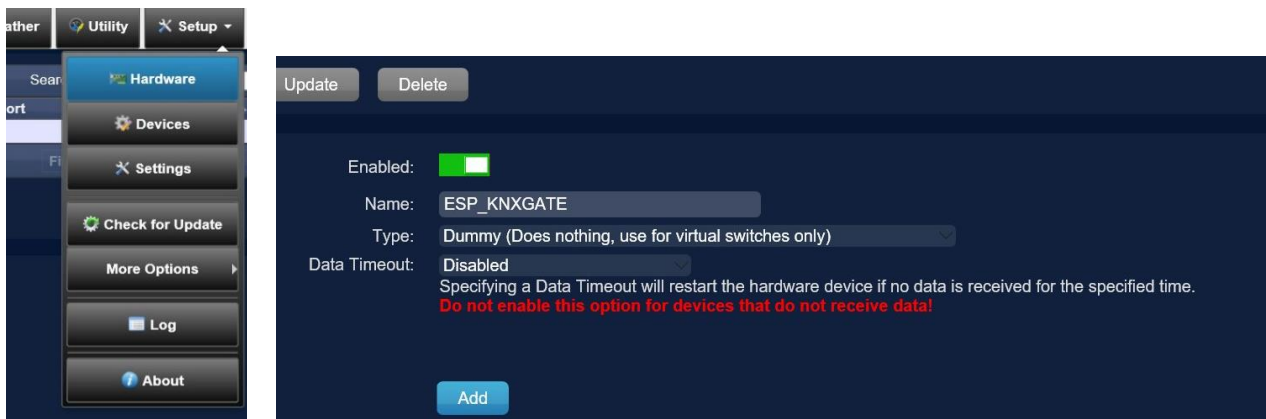 ather Utility Setup
Sear
Hardware
ort
Devices
Fi
Settings
Check for Update
More Options
Log
About
Update Delete
Enabled:
Name: ESP_KNXGATE
Type: Dummy (Does nothing, use for virtual switches only)
Data Timeout: Disabled
Specifying a Data Timeout will restart the hardware device if no data is received for the specified time.
Do not enable this option for devices that do not receive data!
Add